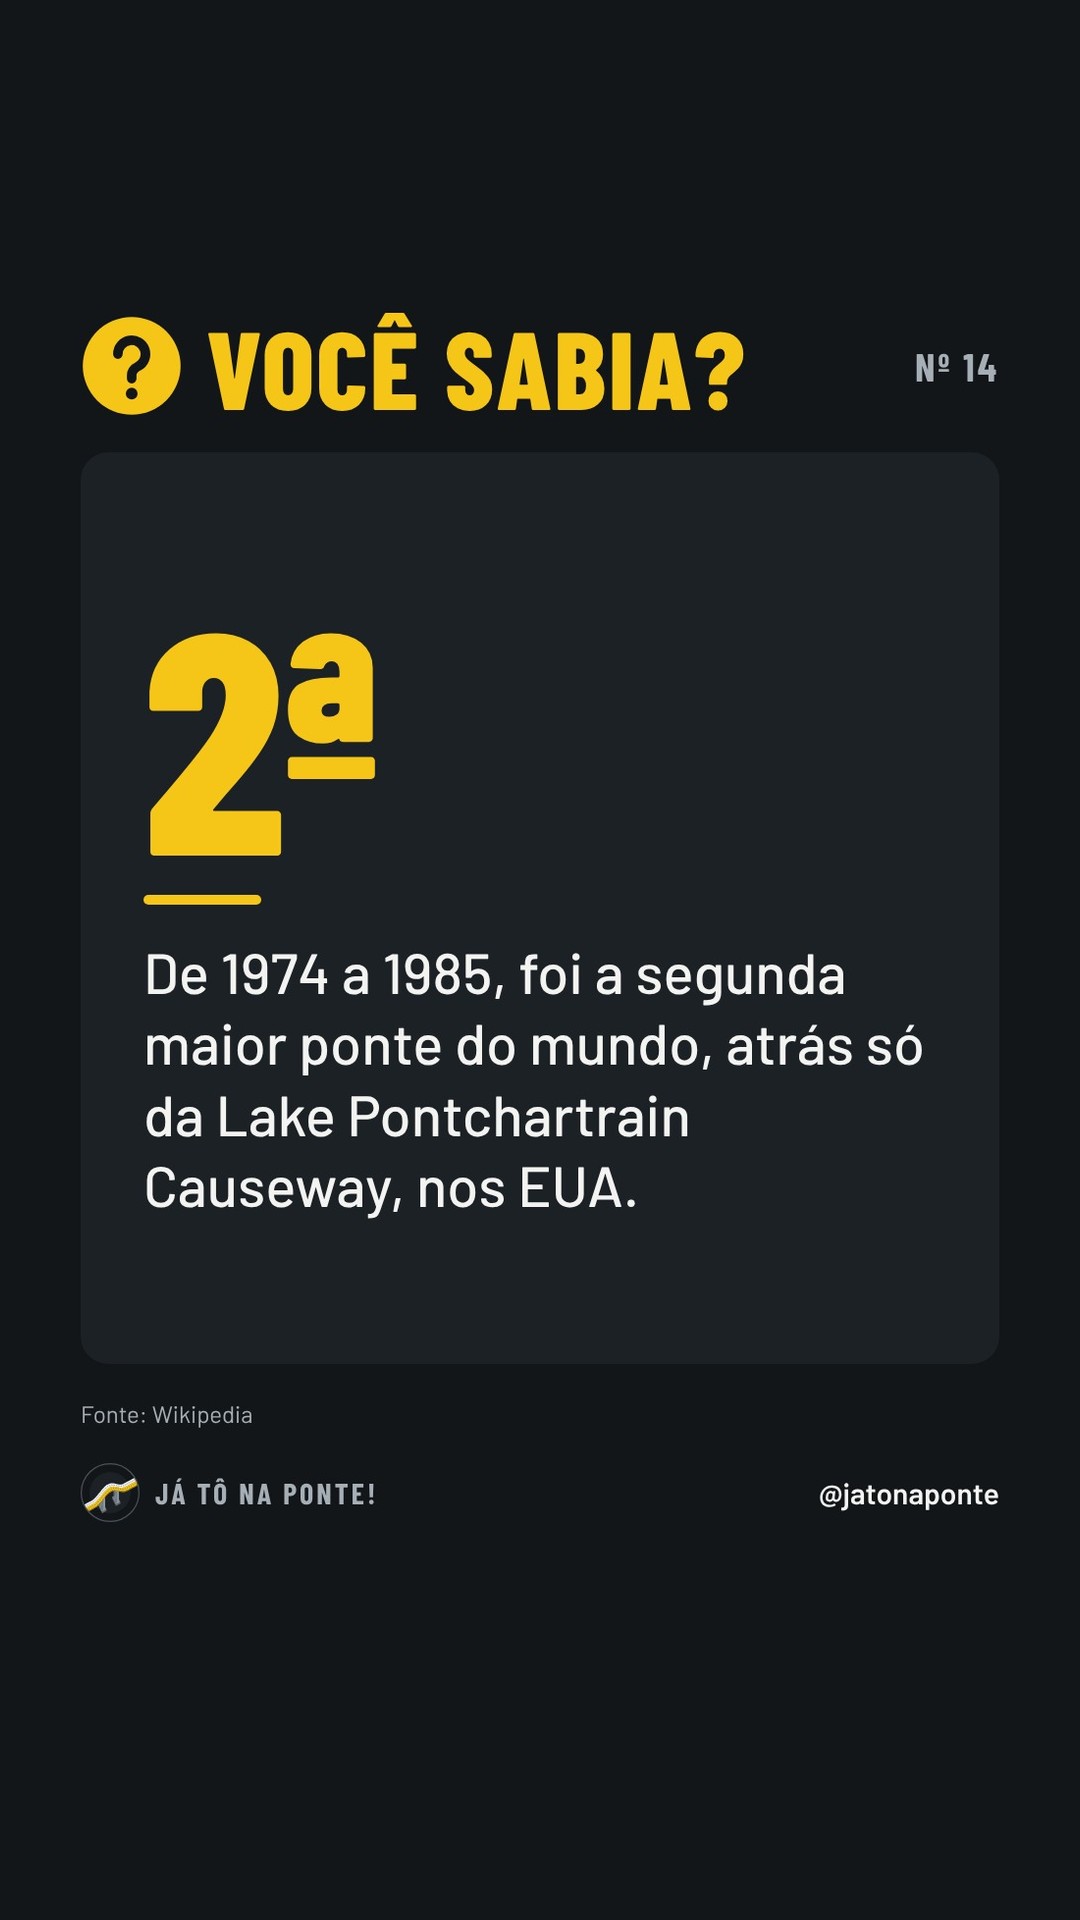 ? VOCÊ SABIA?
Nº 14
2ª
De 1974 a 1985, foi a segunda
maior ponte do mundo, atrás só
da Lake Pontchartrain
Causeway, nos EUA.
Fonte: Wikipedia
JÁ TÔ NA PONTE!
@jatonaponte